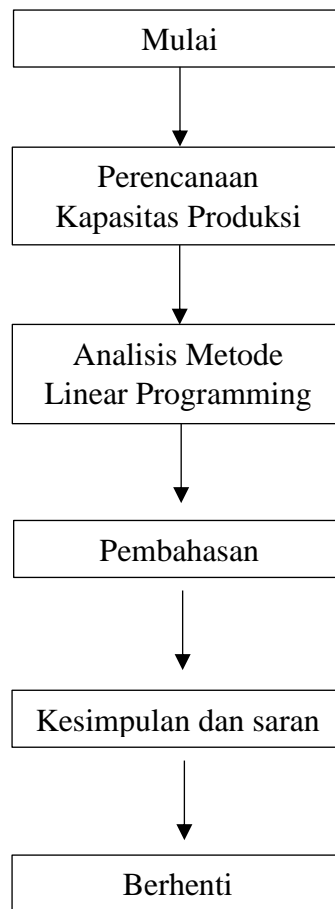 Mulai
Perencanaan
Kapasitas Produksi
Analisis Metode
Linear Programming
Pembahasan
Kesimpulan dan saran
Berhenti